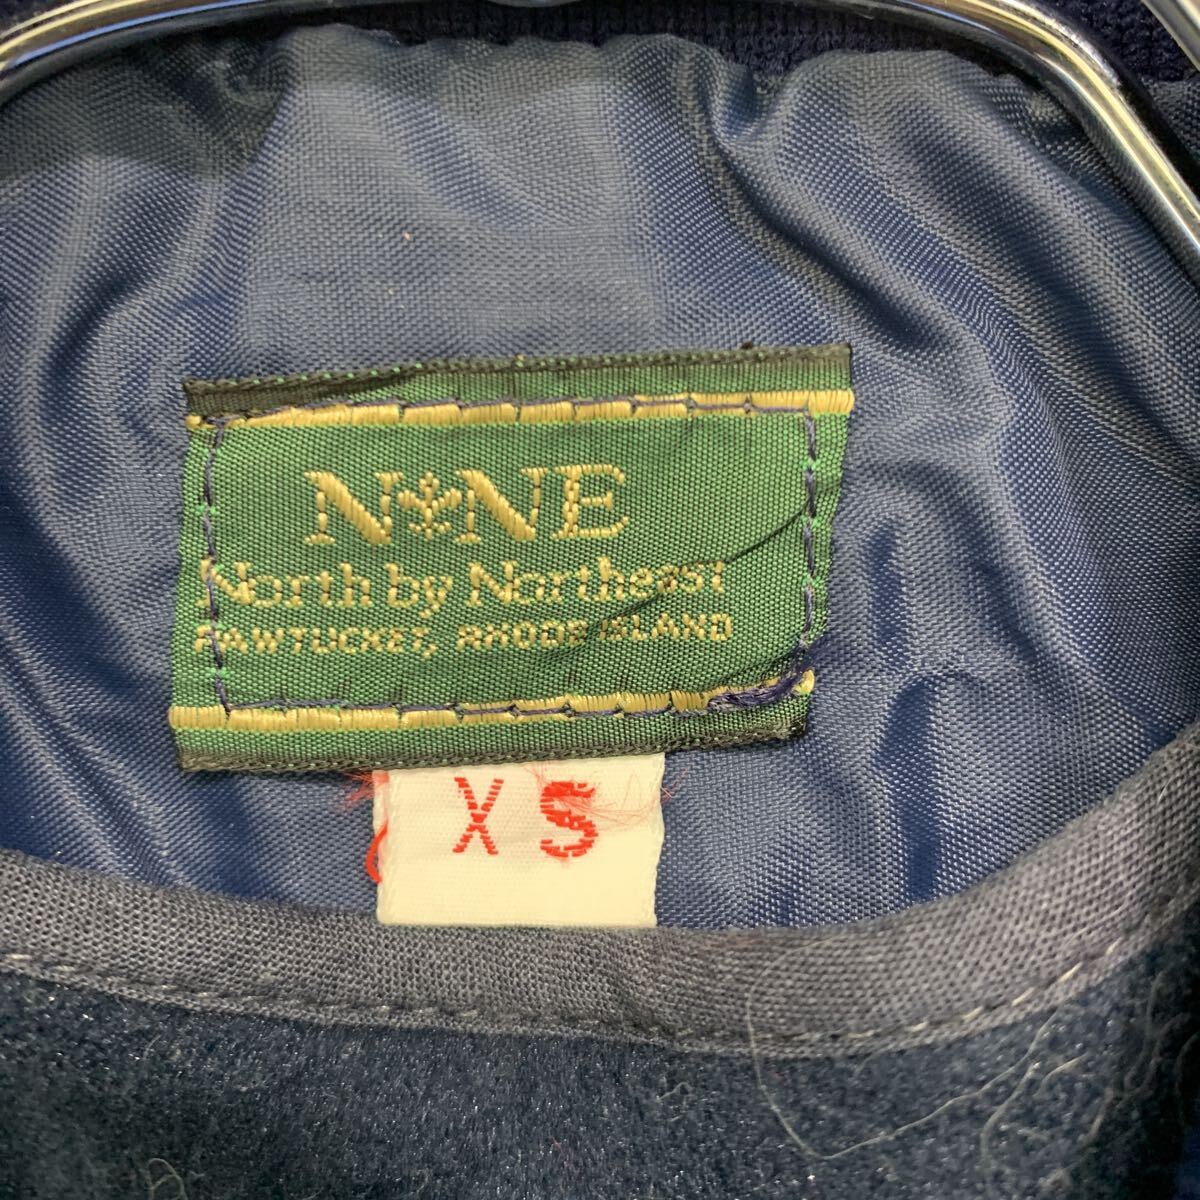 N NE
North by Northeast
PAWTUCKET, RHODE ISLAND
XS